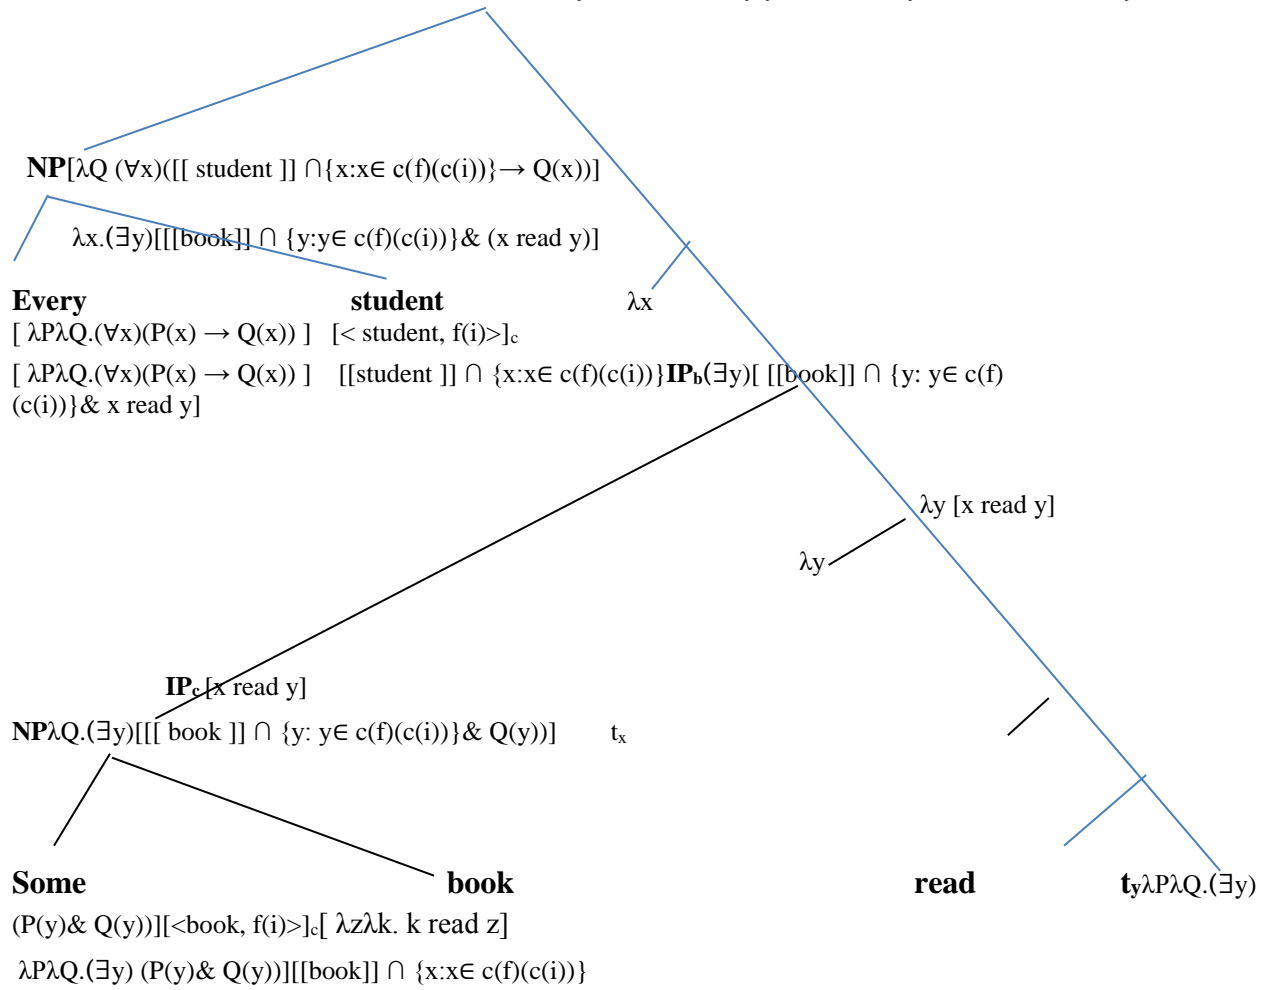 NP[λQ (∀x)([[ student ]] ∩{x:x∈ c(f)(c(i))}→ Q(x))]
λx.(∃y)[[[book]] ∩ {y:y∈ c(f)(c(i))}& (x read y)]
Every student λx
[ λPλQ.(∀x)(P(x) → Q(x)) ] [< student, f(i)>]c
[ λPλQ.(∀x)(P(x) → Q(x)) ] [[student ]] ∩ {x:x∈ c(f)(c(i))}IPb(∃y)[ [[book]] ∩ {y: y∈ c(f)
(c(i))}& x read y]
λy [x read y]
λy
IPc [x read y]
NPλQ.(∃y)[[[ book ]] ∩ {y: y∈ c(f)(c(i))}& Q(y))] tx
Some book read tyλPλQ.(∃y)
(P(y)& Q(y))][<book, f(i)>]c[ λzλk. k read z]
λPλQ.(∃y) (P(y)& Q(y))][[book]] ∩ {x:x∈ c(f)(c(i))}